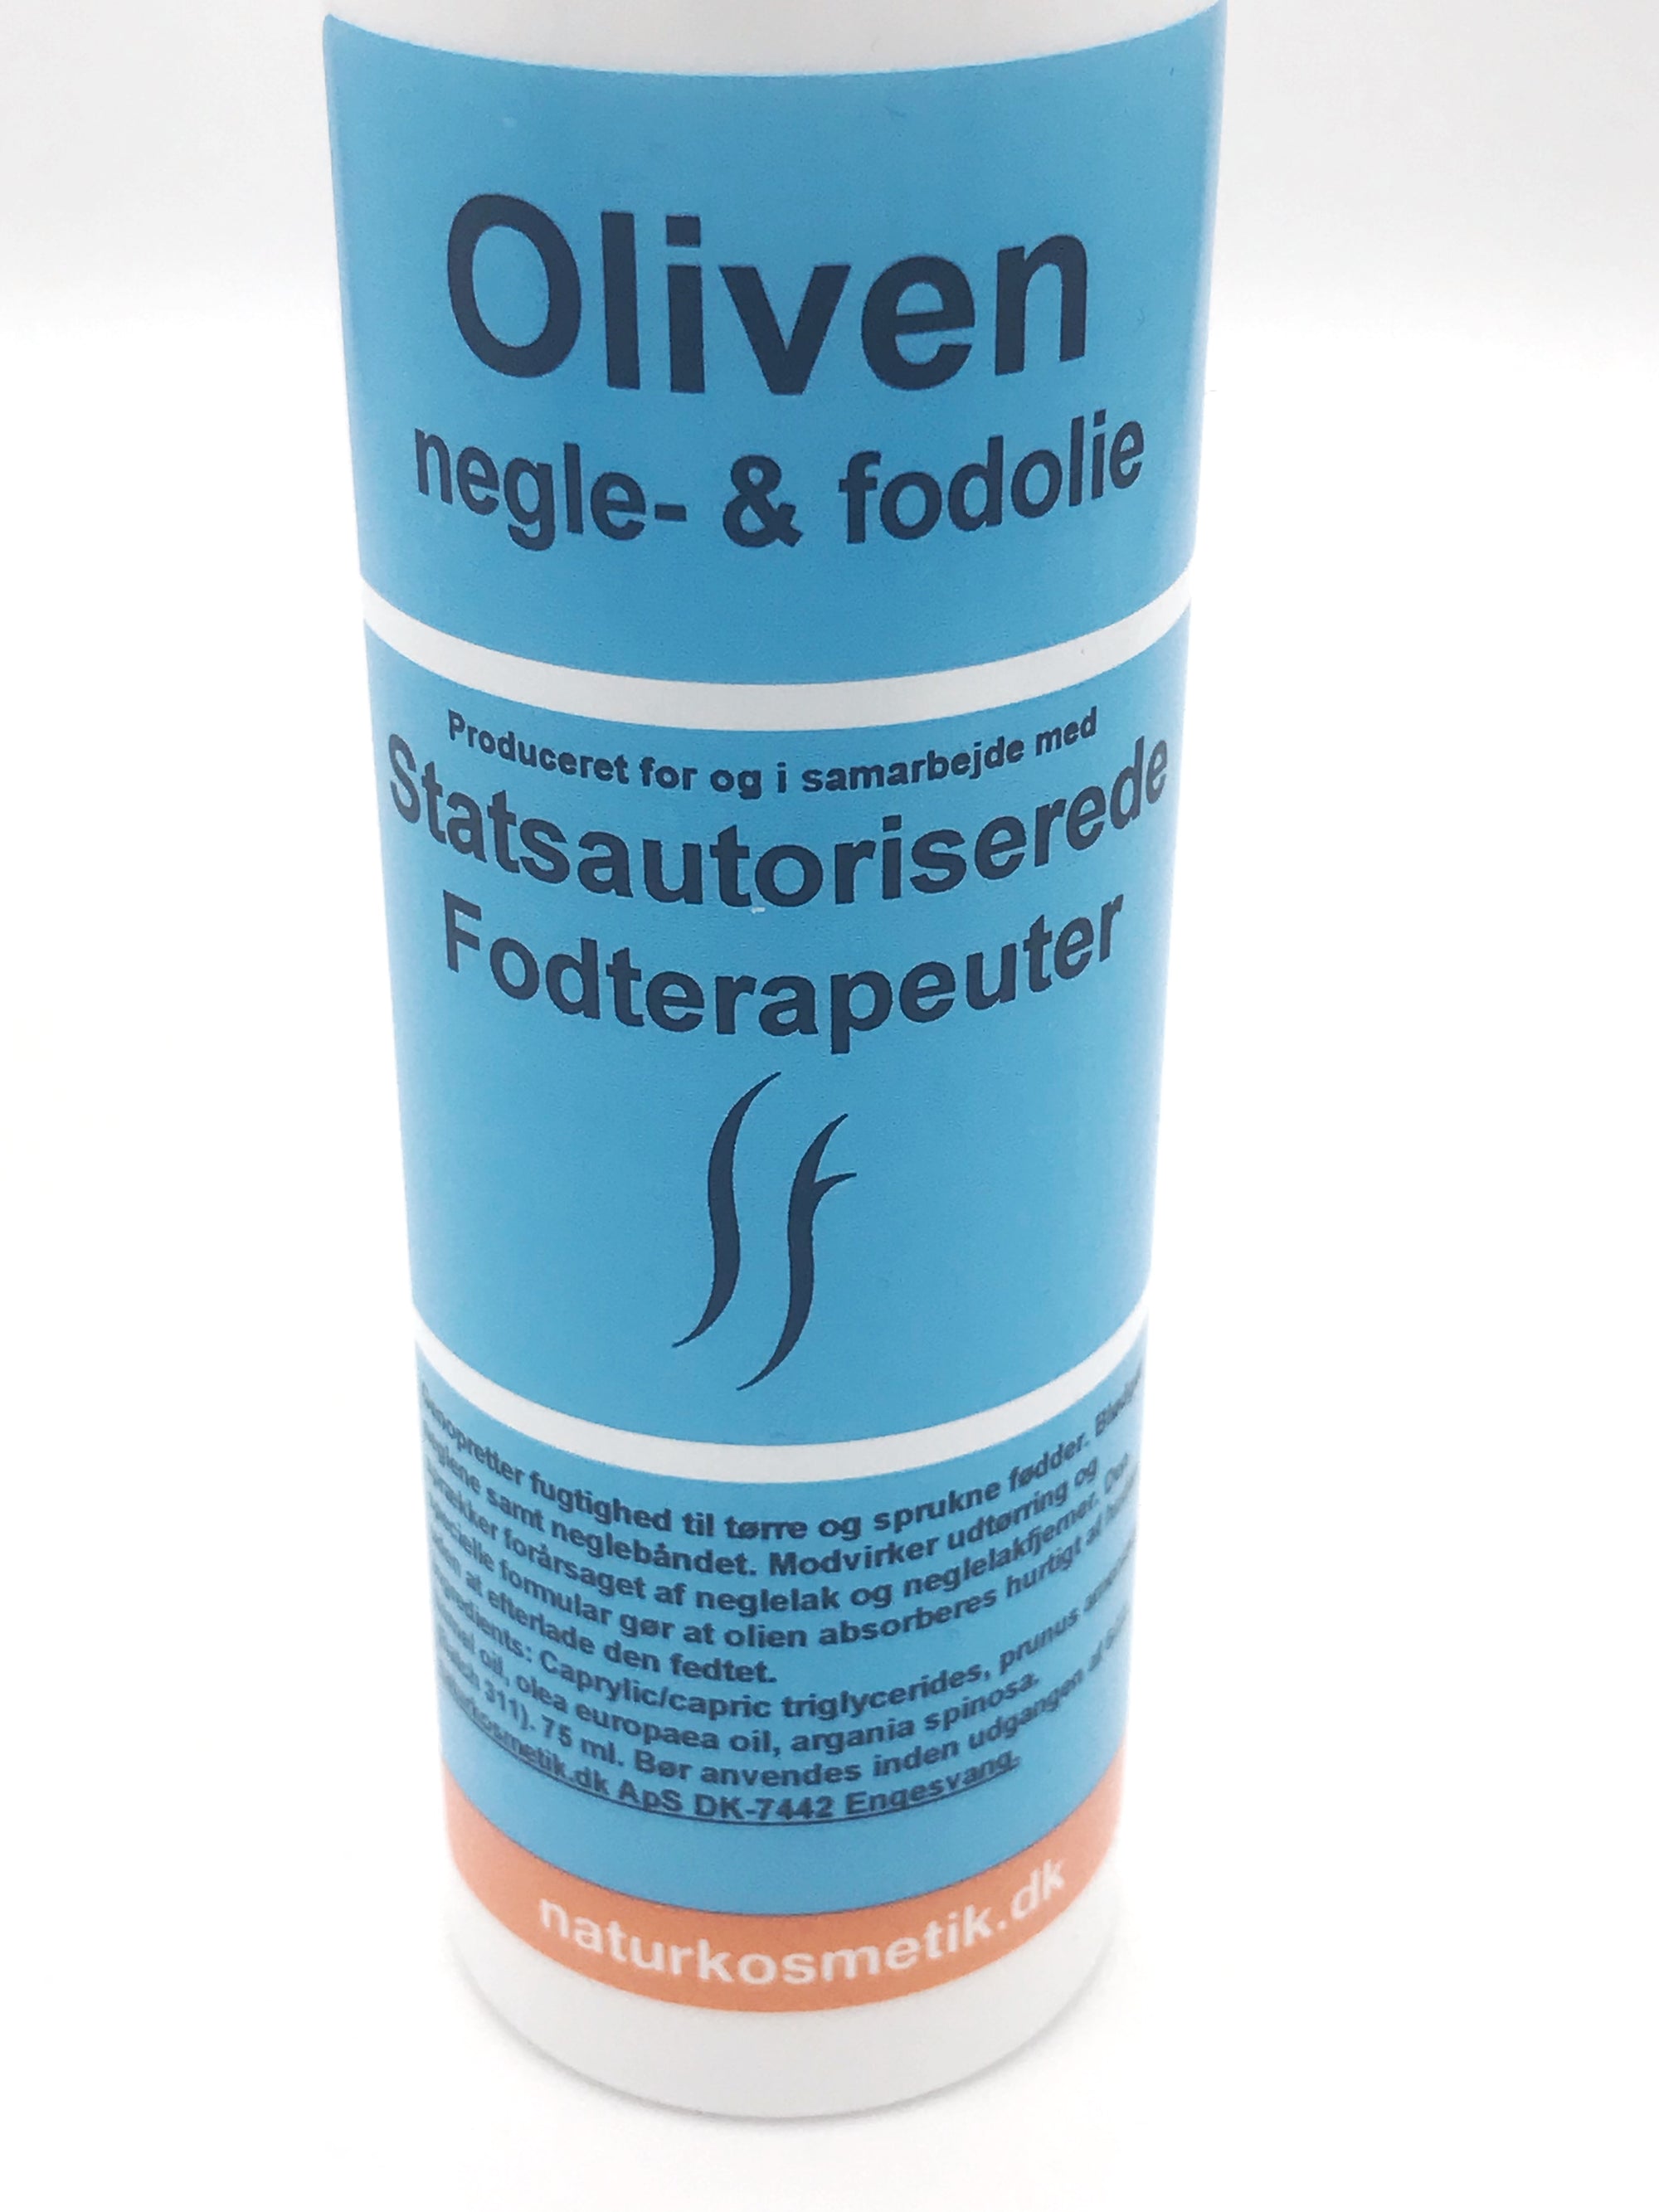 Oliven
negle- & fodolie
Produceret for og i samarbejde med
Statsautoriserede
Fodterapeuter
Genopretter fugtighed til tørre og sprukne fødder.
neglene samt neglebåndet. Modvirker udtørring og
sprækker forårsaget af neglelak og neglelakfjerner. Den
specielle formular gør at olien absorberes hurtigt af
uden at efterlade den fedtet.
Ingredients: Caprylic/capric triglycerides, prunus
oil, olea europaea oil, argania spinosa.
311). 75 ml. Bør anvendes inden udgangen af
naturkosmetik.dk ApS DK-7442 Engesvang.
naturkosmetik.dk